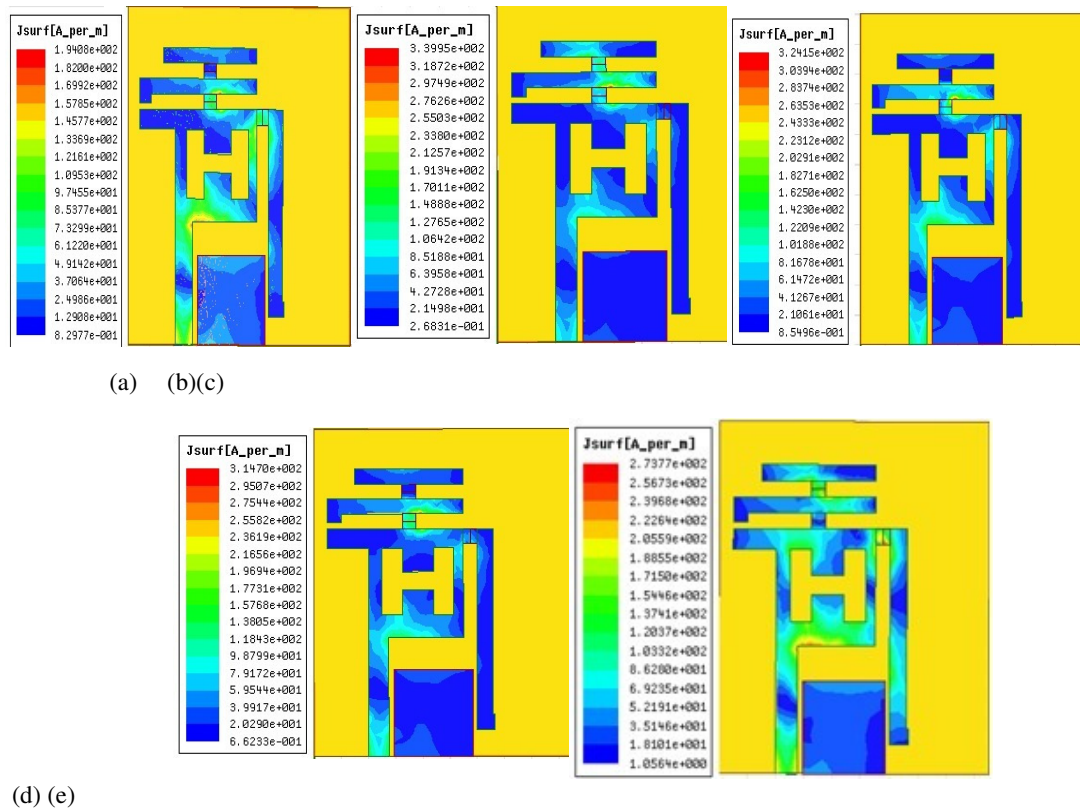 Jsurf[A_per_m]
1.9408e+002
1.8200e+002
1.6992e+002
1.5785e+002
1.4577e+002
1.3369e+002
1.2161e+002
1.0953e+002
9.7455e+001
8.5377e+001
7.3299e+001
6.1220e+001
4.9142e+001
3.7064e+001
2.4986e+001
1.2908e+001
8.2977e-001
Jsurf[A_per_m]
3.3995e+002
3.1872e+002
2.9749e+002
2.7626e+002
2.5503e+002
2.3380e+002
2.1257e+002
1.9134e+002
1.7011e+002
1.4888e+002
1.2765e+002
1.0642e+002
8.5188e+001
6.3958e+001
4.2728e+001
2.1498e+001
2.6831e-001
Jsurf[A_per_m]
3.2415e+002
3.0394e+002
2.8374e+002
2.6353e+002
2.4333e+002
2.2312e+002
2.0291e+002
1.8271e+002
1.6250e+002
1.4230e+002
1.2209e+002
1.0188e+002
8.1678e+001
6.1472e+001
4.1267e+001
2.1061e+001
8.5496e-001
(a) (b)(c)
Jsurf[A_per_m]
3.1470e+002
2.9507e+002
2.7544e+002
2.5582e+002
2.3619e+002
2.1656e+002
1.9694e+002
1.7731e+002
1.5768e+002
1.3805e+002
1.1843e+002
9.8799e+001
7.9172e+001
5.9544e+001
3.9917e+001
2.0290e+001
6.6233e-001
Jsurf[A_per_m]
2.7377e+002
2.5673e+002
2.3968e+002
2.2264e+002
2.0559e+002
1.8855e+002
1.7150e+002
1.5446e+002
1.3741e+002
1.2037e+002
1.0332e+002
8.6280e+001
6.9235e+001
5.2191e+001
3.5146e+001
1.8101e+001
1.0564e+000
(d) (e)